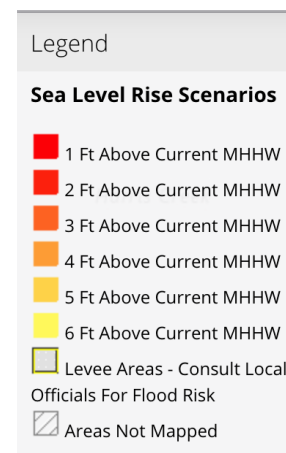 Legend
Sea Level Rise Scenarios
1 Ft Above Current MHHW
2 Ft Above Current MHHW
3 Ft Above Current MHHW
4 Ft Above Current MHHW
5 Ft Above Current MHHW
6 Ft Above Current MHHW
Levee Areas - Consult Local
Officials For Flood Risk
Areas Not Mapped